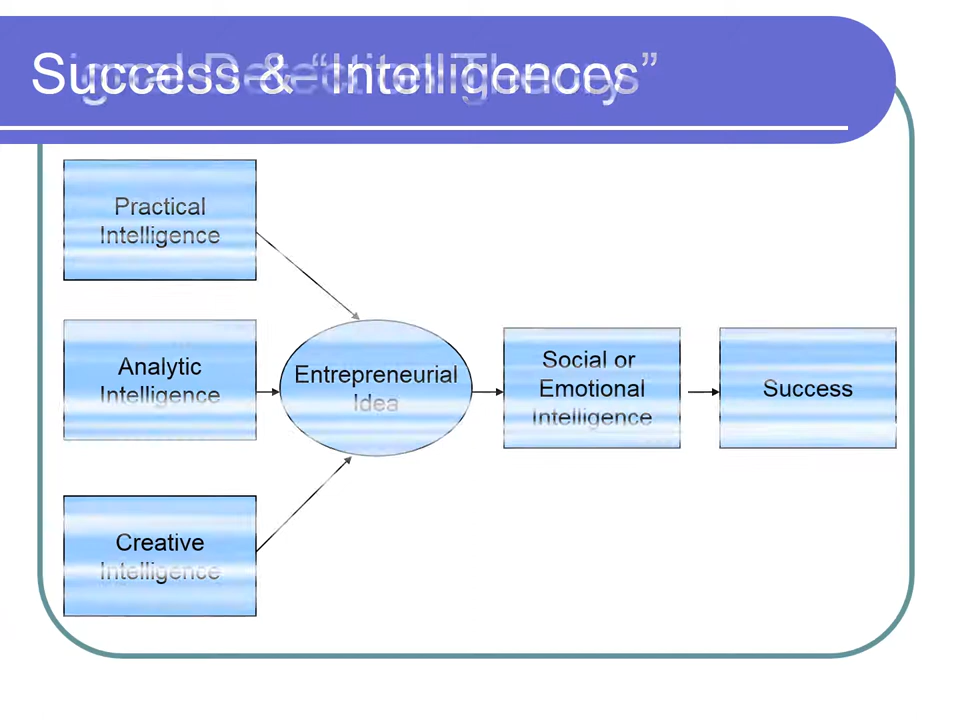 Success & “Intelligences”
Practical
Intelligence
Analytic
Intelligence
Entrepreneurial
Idea
Social or
Emotional
Intelligence
Success
Creative
Intelligence